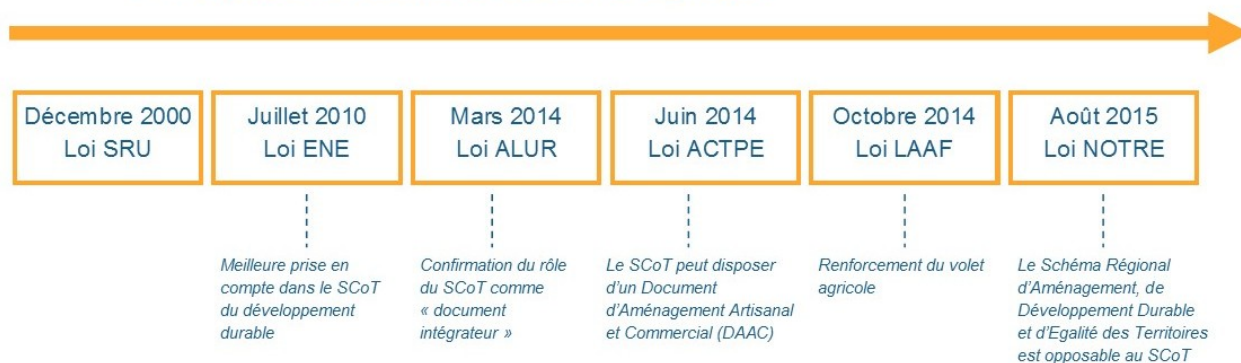 Décembre 2000
Loi SRU
Juillet 2010
Loi ENE
Mars 2014
Loi ALUR
Juin 2014
Loi ACTPE
Octobre 2014
Loi LAAF
Août 2015
Loi NOTRE
Meilleure prise en
compte dans le SCoT
du développement
durable
Confirmation du rôle
du SCoT comme
« document
intégrateur »
Le SCoT peut disposer
d'un Document
d'Aménagement Artisanal
et Commercial (DAAC)
Renforcement du volet
agricole
Le Schéma Régional
d'Aménagement, de
Développement Durable
et d'Egalité des Territoires
est opposable au SCoT